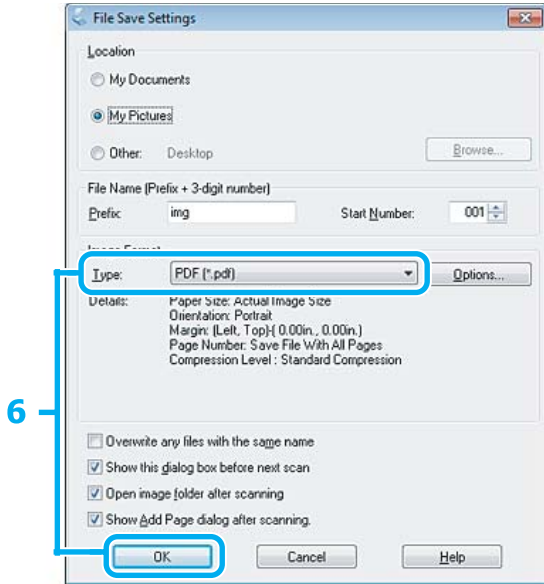 File Save Settings
Location
My Documents
My Pictures
Other: Desktop Browse...
File Name (Prefix + 3-digit number)
Prefix: img Start Number: 001
Image Format
Type: PDF (*.pdf) Options...
Details: Paper Size: Actual Image Size
Orientation: Portrait
Margin: (Left, Top)-( 0.00in., 0.00in.)
Page Number: Save File With All Pages
Compression Level : Standard Compression
6
Overwrite any files with the same name
Show this dialog box before next scan
Open image folder after scanning
Show Add Page dialog after scanning.
OK Cancel Help